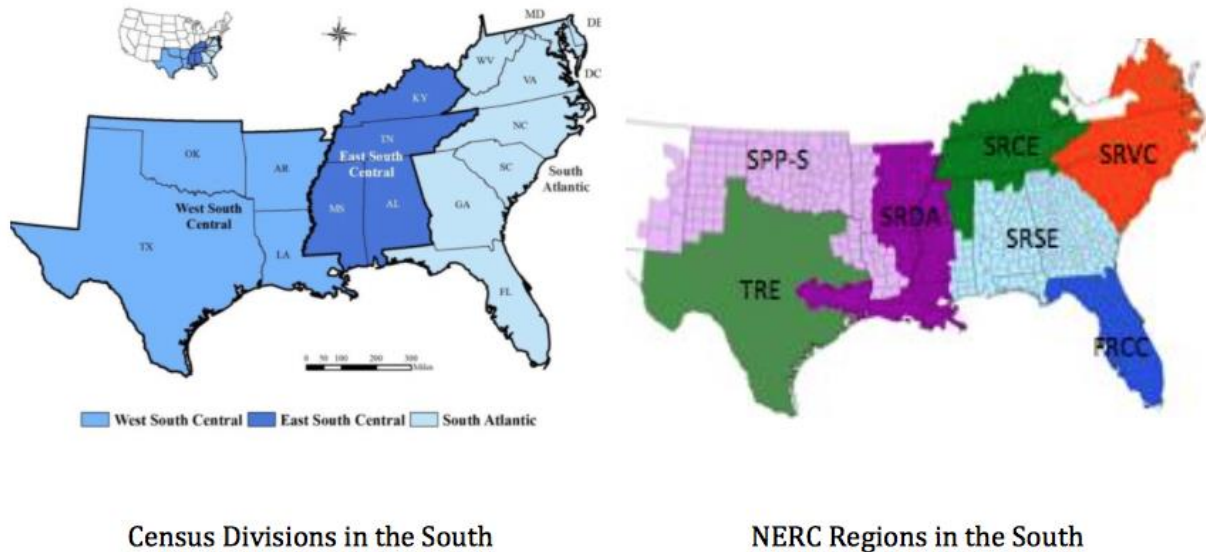 MD
DE
WV
DC
VA
KY
NC
TN
OK
AR
East South
Central
SC
South
Atlantic
MS
AL
GA
West South
Central
TX
LA
FL
0 50 100 200 300
Miles
West South Central East South Central South Atlantic
Census Divisions in the South
SPP-S
SRCE
SRVC
SRDA
SRSE
TRE
FRCC
NERC Regions in the South